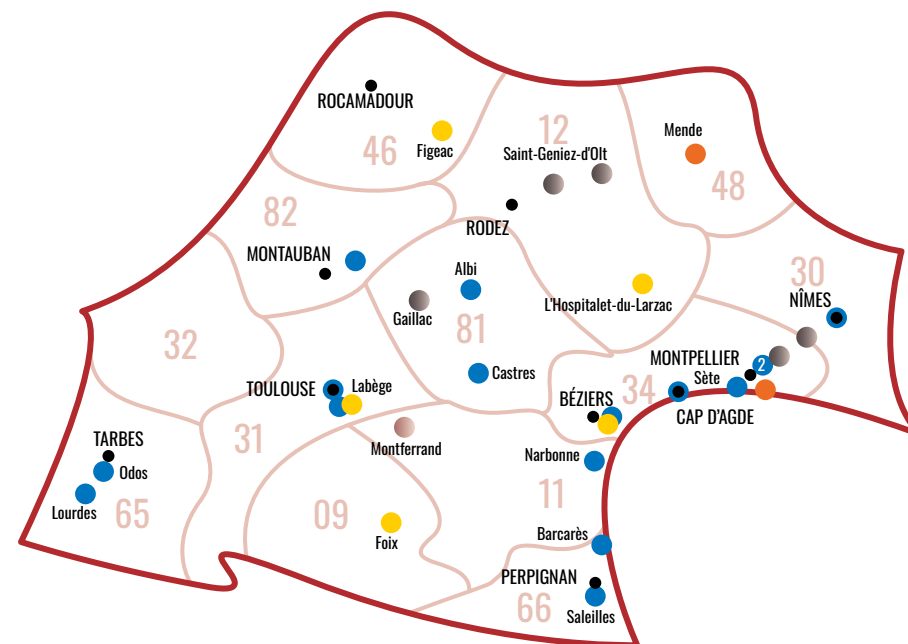 ROCAMADOUR
46
Figeac
12
Saint-Geniez-d'Olt
Mende
48
82
RODEZ
MONTAUBAN
Albi
Gaillac
81
L'Hospitalet-du-Larzac
30
NÎMES
32
MONTPELLIER
2
Sète
TOULOUSE
Labège
Castres
34
BÉZIERS
CAP D'AGDE
31
Montferrand
TARBES
Odos
Lourdes
65
Narbonne
11
09
Foix
Barcarès
PERPIGNAN
66
Saleilles